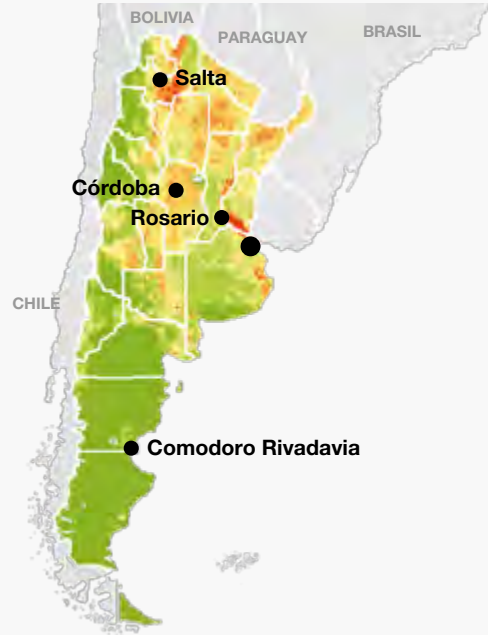 BOLIVIA
PARAGUAY
BRASIL
Salta
Córdoba
Rosario
CHILE
Comodoro Rivadavia